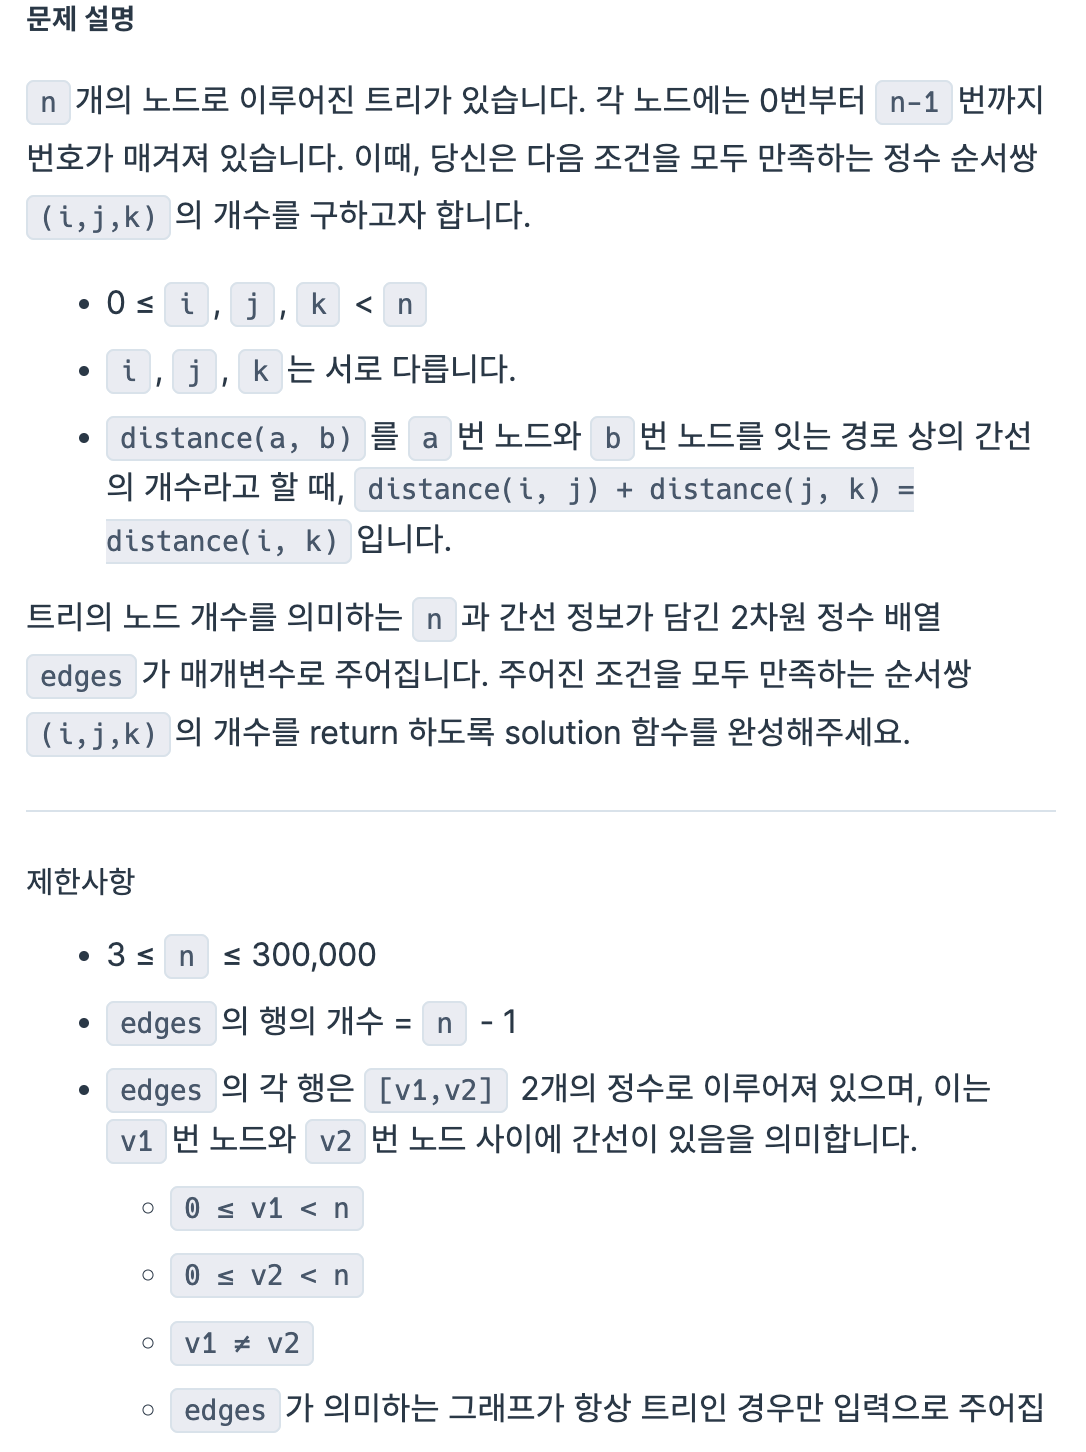 문제 설명
n 개의 노드로 이루어진 트리가 있습니다. 각 노드에는 0번부터 n-1 번까지
번호가 매겨져 있습니다. 이때, 당신은 다음 조건을 모두 만족하는 정수 순서쌍
(i,j,k) 의 개수를 구하고자 합니다.
• 0 ≤ i , j , k < n
• i , j , k 는 서로 다릅니다.
• distance(a, b) 를 a 번 노드와 b 번 노드를 잇는 경로 상의 간선
의 개수라고 할 때, distance(i, j) + distance(j, k) =
distance(i, k) 입니다.
트리의 노드 개수를 의미하는 n 과 간선 정보가 담긴 2차원 정수 배열
edges 가 매개변수로 주어집니다. 주어진 조건을 모두 만족하는 순서쌍
(i,j,k) 의 개수를 return 하도록 solution 함수를 완성해주세요.
제한사항
• 3 ≤ n ≤ 300,000
• edges 의 행의 개수 = n - 1
• edges 의 각 행은 [v1,v2] 2개의 정수로 이루어져 있으며, 이는
v1 번 노드와 v2 번 노드 사이에 간선이 있음을 의미합니다.
◦ 0 ≤ v1 < n
◦ 0 ≤ v2 < n
◦ v1 ≠ v2
◦ edges 가 의미하는 그래프가 항상 트리인 경우만 입력으로 주어집